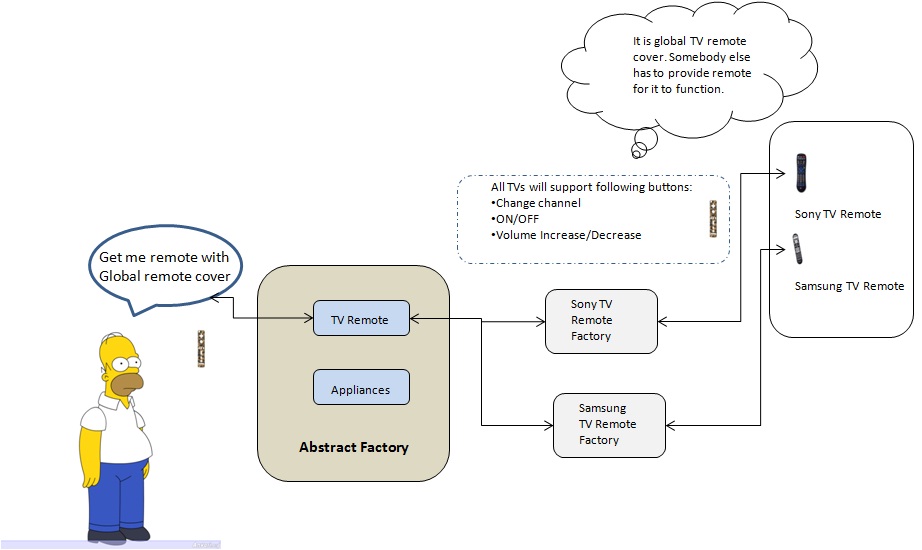 It is global TV remote
cover. Somebody else
has to provide remote
for it to function.
All TVs will support following buttons:
•Change channel
•ON/OFF
•Volume Increase/Decrease
Sony TV Remote
Samsung TV Remote
Get me remote with
Global remote cover
TV Remote
Appliances
Abstract Factory
Sony TV
Remote
Factory
Samsung
TV Remote
Factory